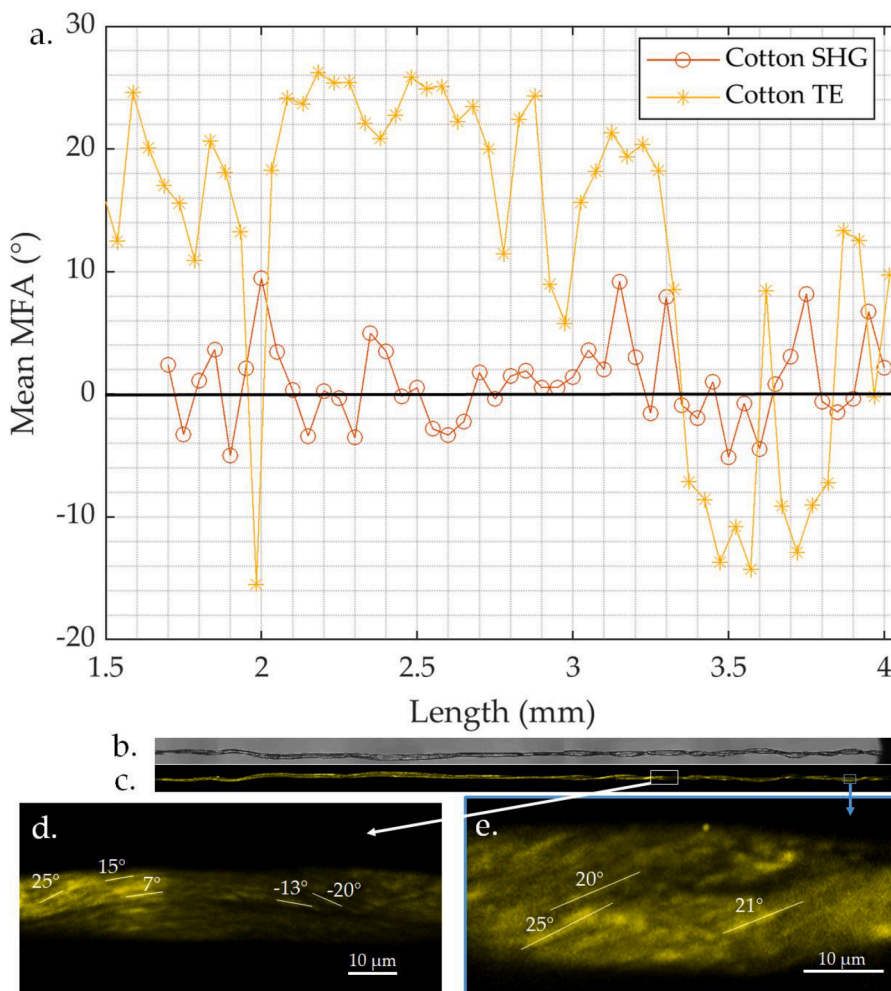 a.
30
20
10
0
-10
-20
Mean MFA (°)
Cotton SHG
Cotton TE
1.5
2
2.5
3
3.5
4
Length (mm)
b.
c.
d.
25°
15°
7°
-13°
-20°
10 µm
e.
20°
25°
21°
10 µm